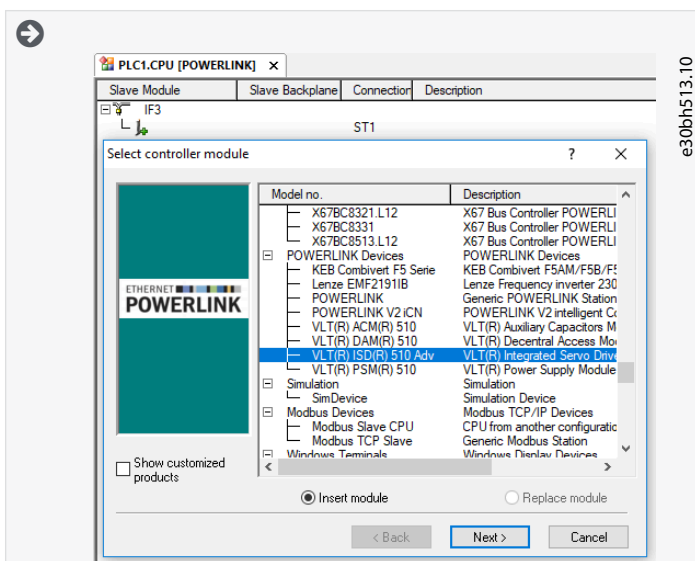 PLC1.CPU [POWERLINK] ×
Slave Module Slave Backplane Connection Description
IF3
ST1
Select controller module ? ×
Model no. Description
X67BC8321.L12 X67 Bus Controller POWERLI
X67BC8331 X67 Bus Controller POWERLI
X67BC8513.L12 X67 Bus Controller POWERLI
POWERLINK Devices POWERLINK Devices
KEB Combivert F5 Serie KEB Combivert F5AM/F5B/F5
Lenze EMF2191IB Lenze Frequency inverter 230
POWERLINK Generic POWERLINK Station
POWERLINK V2 iCN POWERLINK V2 intelligent Co
VLT(R) ACM(R) 510 VLT(R) Auxiliary Capacitors M
VLT(R) DAM(R) 510 VLT(R) Decentral Access Mo
VLT(R) ISD(R) 510 Adv VLT(R) Integrated Servo Drive
VLT(R) PSM(R) 510 VLT(R) Power Supply Module
Simulation Simulation
SimDevice Simulation Device
Modbus Devices Modbus TCP/IP Devices
Modbus Slave CPU CPU from another configuratic
Modbus TCP Slave Generic Modbus Station
Windows Terminals Windows Display Devices
ETHERNET
POWERLINK
Show customized
products
Insert module Replace module
< Back Next > Cancel
e30bh513.10